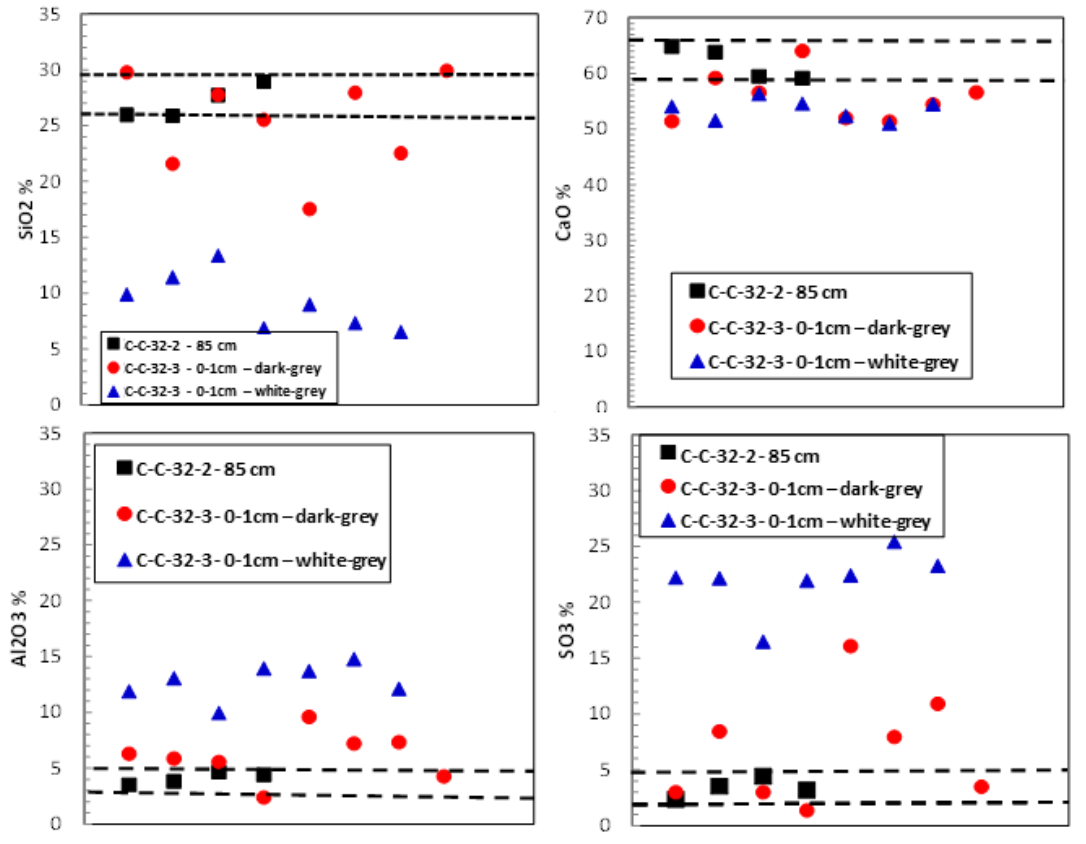 35
30
25
20
15
10
5
0
SiO2 %
C-C-32-2 - 85 cm
C-C-32-3 - 0-1cm – dark-grey
C-C-32-3 - 0-1cm – white-grey
70
60
50
40
30
20
10
0
CaO %
C-C-32-2 - 85 cm
C-C-32-3 - 0-1cm – dark-grey
C-C-32-3 - 0-1cm – white-grey
35
30
25
20
15
10
5
0
Al2O3 %
C-C-32-2 - 85 cm
C-C-32-3 - 0-1cm – dark-grey
C-C-32-3 - 0-1cm – white-grey
35
30
25
20
15
10
5
0
SO3 %
C-C-32-2 - 85 cm
C-C-32-3 - 0-1cm – dark-grey
C-C-32-3 - 0-1cm – white-grey